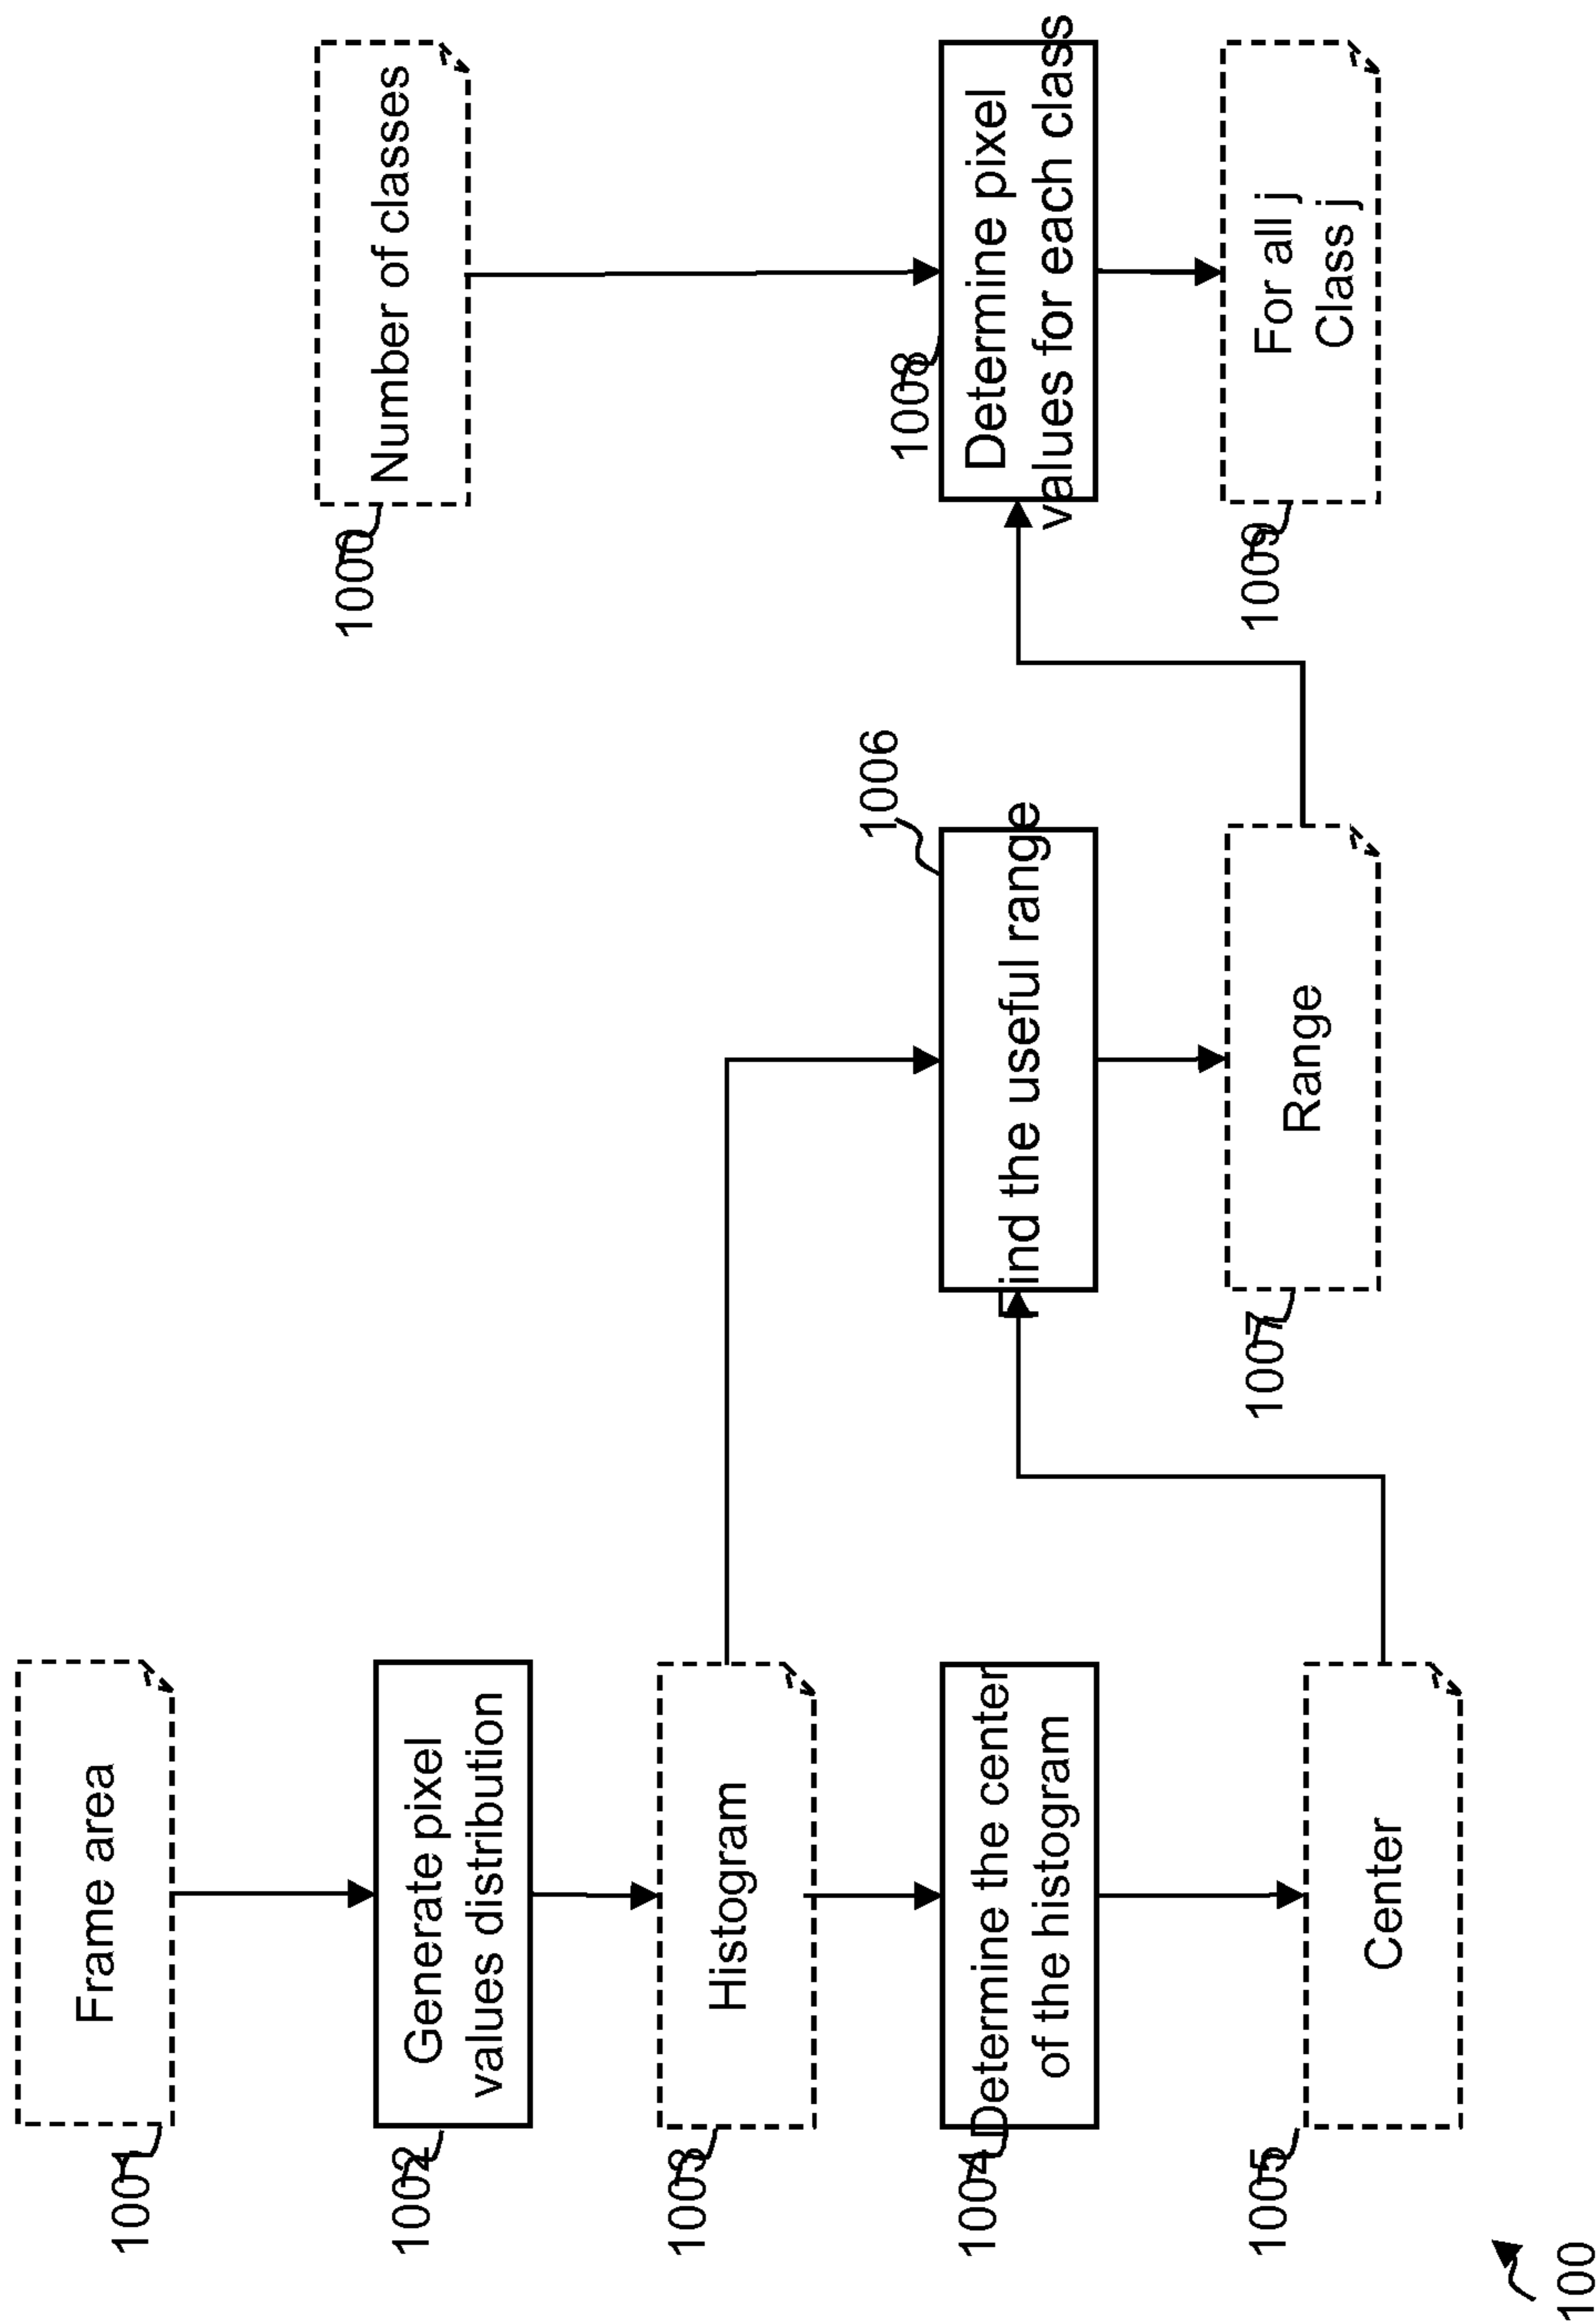 1001
Frame area
1002
Generate pixel
values distribution
1003
Histogram
1004
Determine the center
of the histogram
1005
Center
1006
Find the useful range
1007
Range
1000
Number of classes
1008
Determine pixel
values for each class
1009
For all j
Class j
100